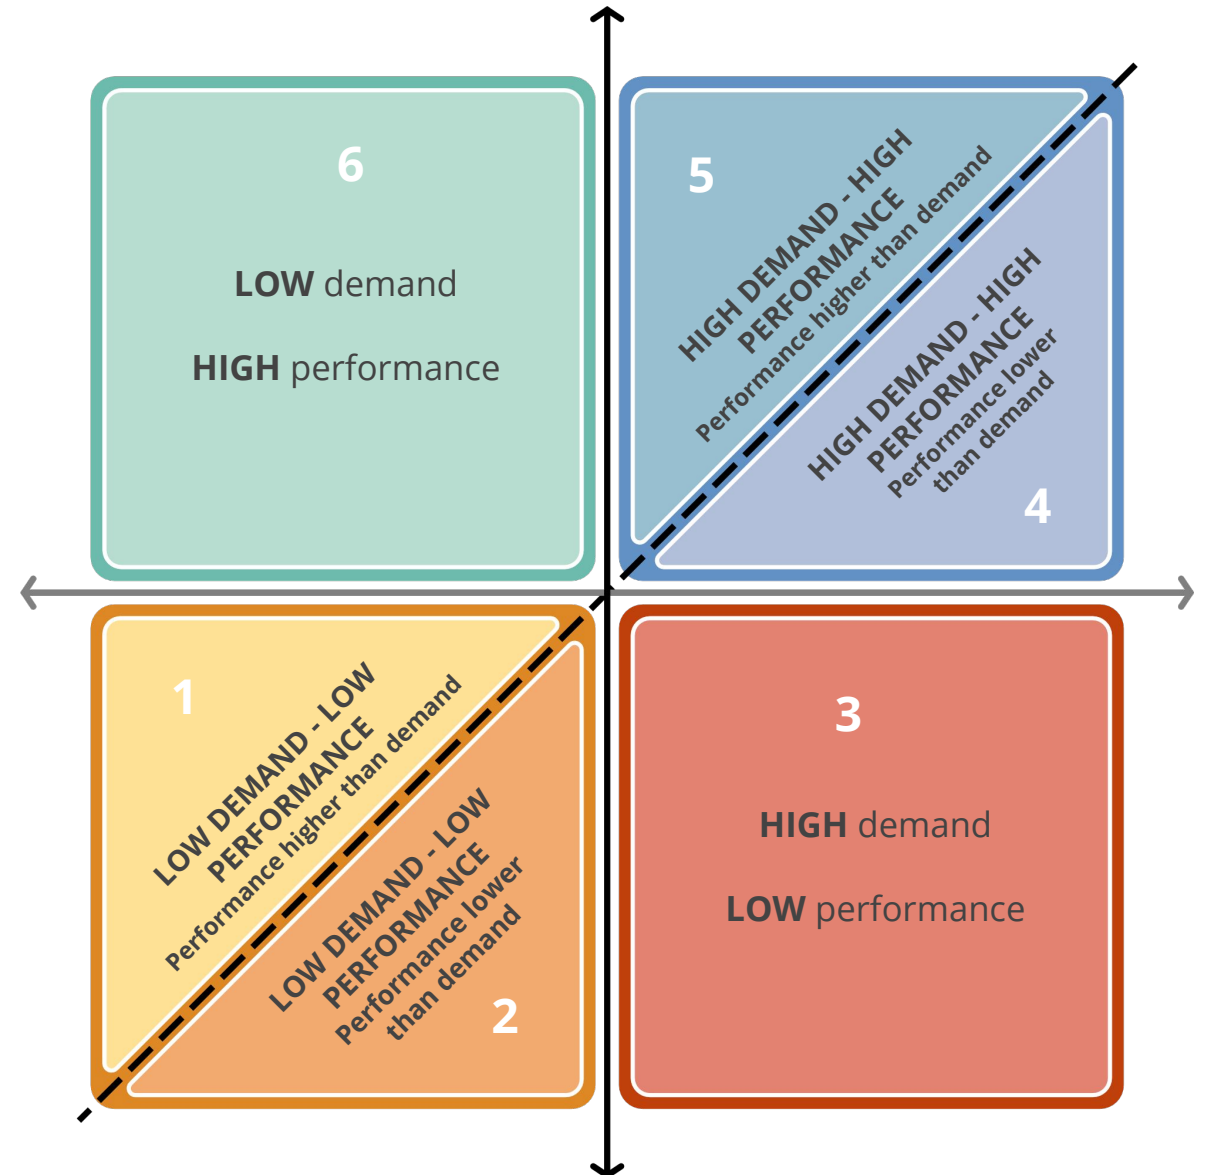 6
LOW demand
HIGH performance
5
HIGH DEMAND - HIGH
PERFORMANCE
Performance higher than demand
HIGH DEMAND - HIGH
PERFORMANCE
Performance lower
than demand
4
1
LOW DEMAND - LOW
PERFORMANCE
Performance higher than demand
LOW DEMAND - LOW
PERFORMANCE
Performance lower
than demand
2
3
HIGH demand
LOW performance